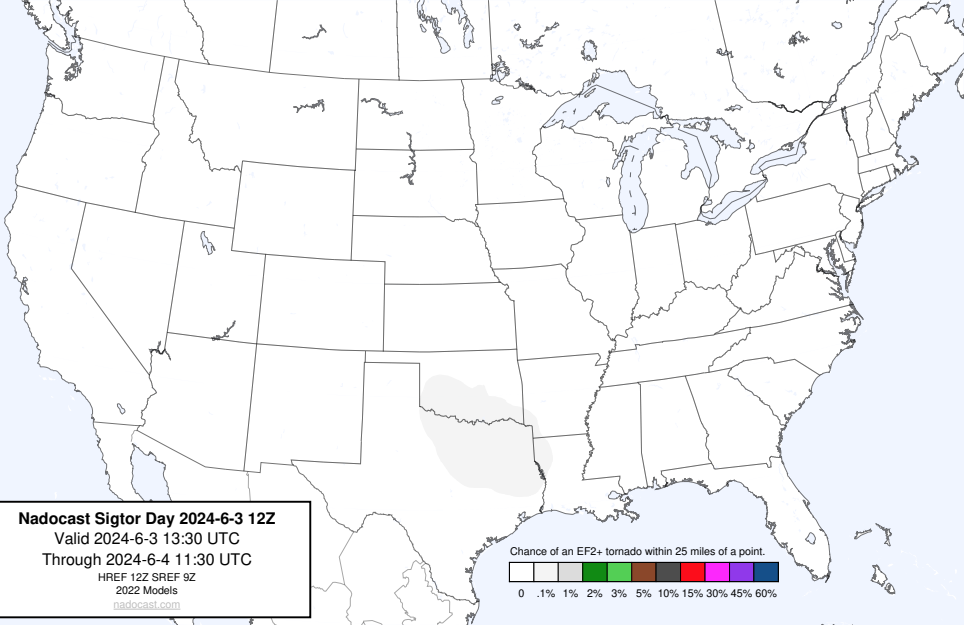 Nadocast Sigtor Day 2024-6-3 12Z
Valid 2024-6-3 13:30 UTC
Through 2024-6-4 11:30 UTC
HREF 12Z SREF 9Z
2022 Models
nadocast.com
Chance of an EF2+ tornado within 25 miles of a point.
0 .1% 1% 2% 3% 5% 10% 15% 30% 45% 60%